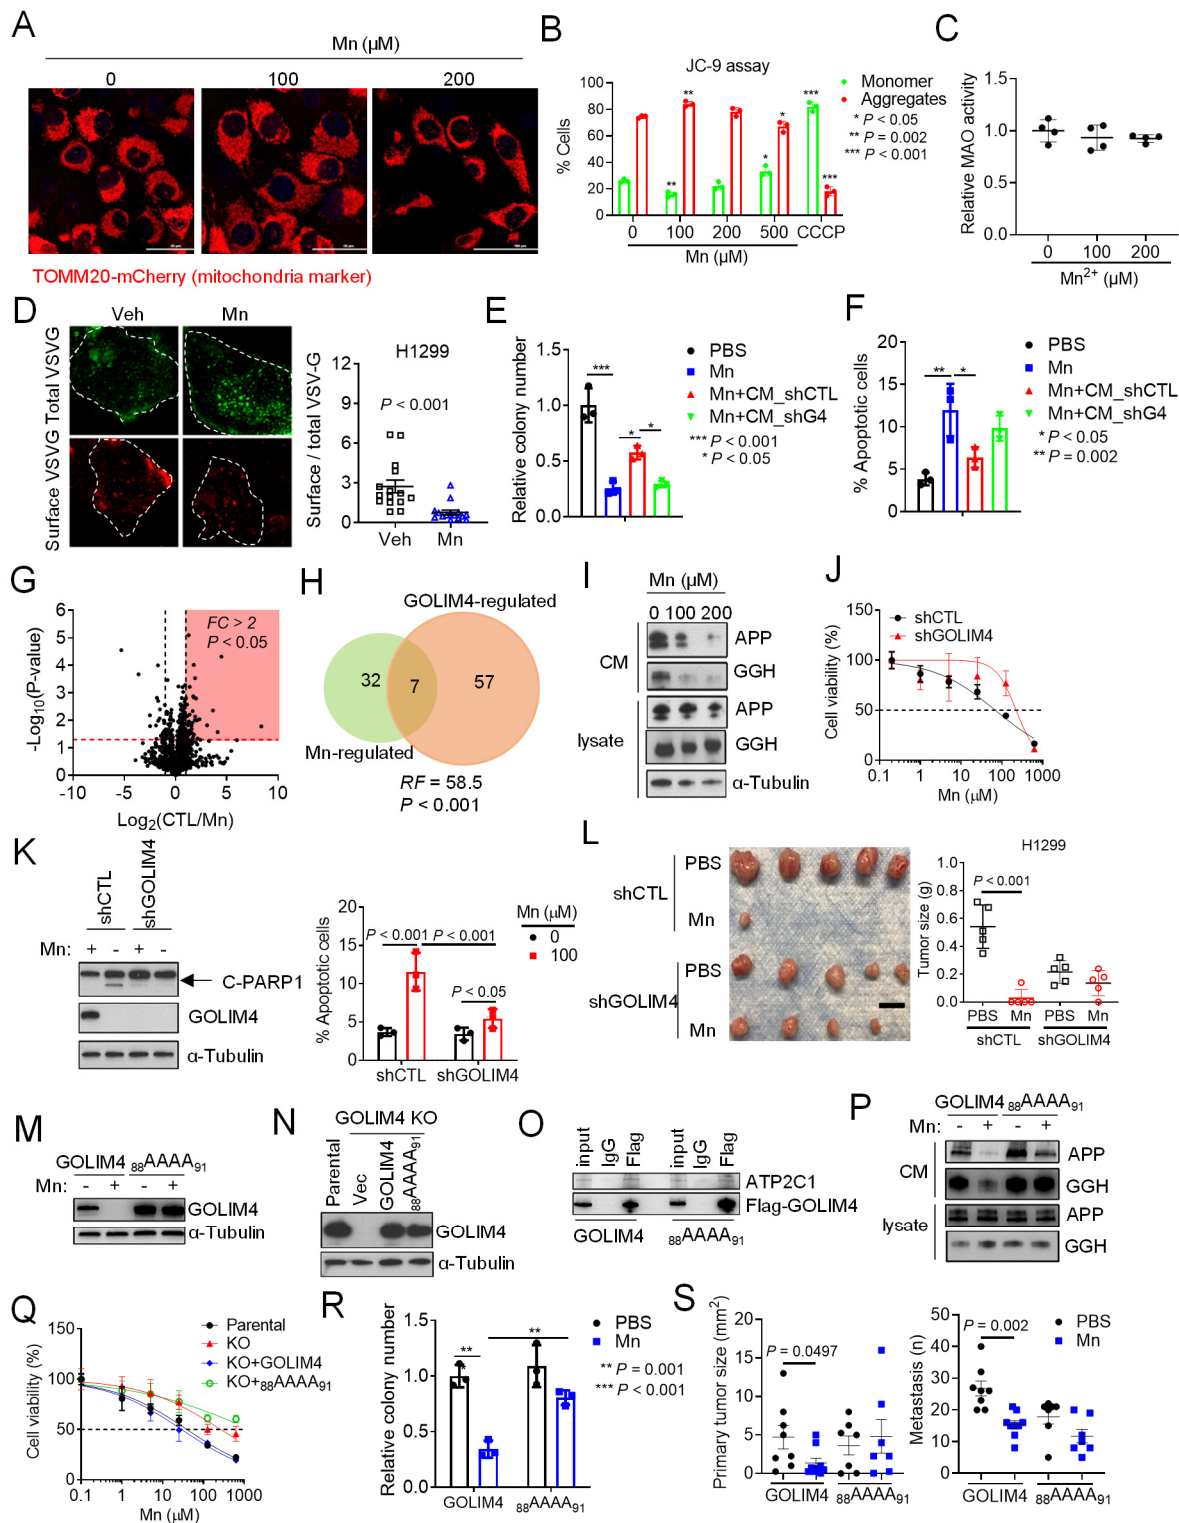 A
Mn (µM)
0 100 200
TOMM20-mCherry (mitochondria marker)
B
JC-9 assay
% Cells
100
80
60
40
20
0
** * *** ** * ***
0 100 200 500 CCCP
Mn (µM)
Monomer
Aggregates
* P < 0.05
** P = 0.002
*** P < 0.001
C
Relative MAO activity
1.5
1.0
0.5
0.0
0 100 200
Mn2+ (µM)
D
Veh Mn
Surface VSVG Total VSVG
H1299
Surface / total VSV-G
12
9
6
3
0
P < 0.001
Veh Mn
E
Relative colony number
1.5
1.0
0.5
0.0
*** * *
PBS
Mn
Mn+CM_shCTL
Mn+CM_shG4
*** P < 0.001
* P < 0.05
F
% Apoptotic cells
20
15
10
5
0
** *
PBS
Mn
Mn+CM_shCTL
Mn+CM_shG4
* P < 0.05
** P = 0.002
G
-Log10(P-value)
6
5
4
3
2
1
0
FC > 2
P < 0.05
-10 -5 0 5 10
Log2(CTL/Mn)
H
GOLIM4-regulated
32 7 57
Mn-regulated
RF = 58.5
P < 0.001
I
Mn (µM)
0 100 200
CM
APP
GGH
lysate
APP
GGH
α-Tubulin
J
Cell viability (%)
150
100
50
0
shCTL
shGOLIM4
0.1 1 10 100 1000
Mn (µM)
K
shCTL shGOLIM4
Mn: + - + -
C-PARP1
GOLIM4
α-Tubulin
% Apoptotic cells
20
15
10
5
0
P < 0.001 P < 0.001
P < 0.05
shCTL shGOLIM4
Mn (µM)
0
100
L
shCTL
PBS
Mn
shGOLIM4
PBS
Mn
H1299
Tumor size (g)
1.0
0.8
0.6
0.4
0.2
0.0
P < 0.001
PBS Mn PBS Mn
shCTL shGOLIM4
M
GOLIM4 88AAAA91
Mn: - + - +
GOLIM4
α-Tubulin
N
GOLIM4 KO
Parental Vec GOLIM4 88AAAA91
GOLIM4
α-Tubulin
O
input IgG Flag input IgG Flag
ATP2C1
Flag-GOLIM4
GOLIM4 88AAAA91
P
GOLIM4 88AAAA91
Mn: - + - +
CM
APP
GGH
lysate
APP
GGH
Q
Cell viability (%)
150
100
50
0
Parental
KO
KO+GOLIM4
KO+88AAAA91
0.1 1 10 100 1000
Mn (µM)
R
Relative colony number
1.5
1.0
0.5
0.0
** * **
GOLIM4 88AAAA91
PBS
Mn
** P = 0.001
*** P < 0.001
S
Primary tumor size (mm2)
20
15
10
5
0
P = 0.0497
GOLIM4 88AAAA91
Metastasis (n)
50
40
30
20
10
0
P = 0.002
PBS
Mn
GOLIM4 88AAAA91